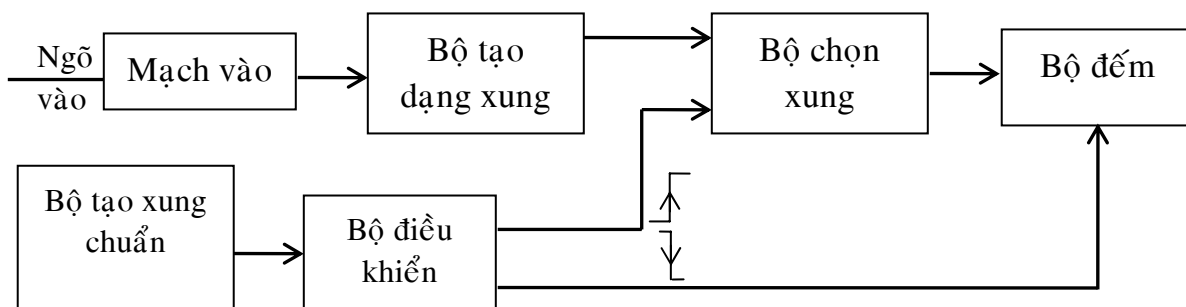 Ngõ
vào
Mạch vào
Bộ tạo
dạng xung
Bộ chọn
xung
Bộ đếm
Bộ tạo xung
chuẩn
Bộ điều
khiển